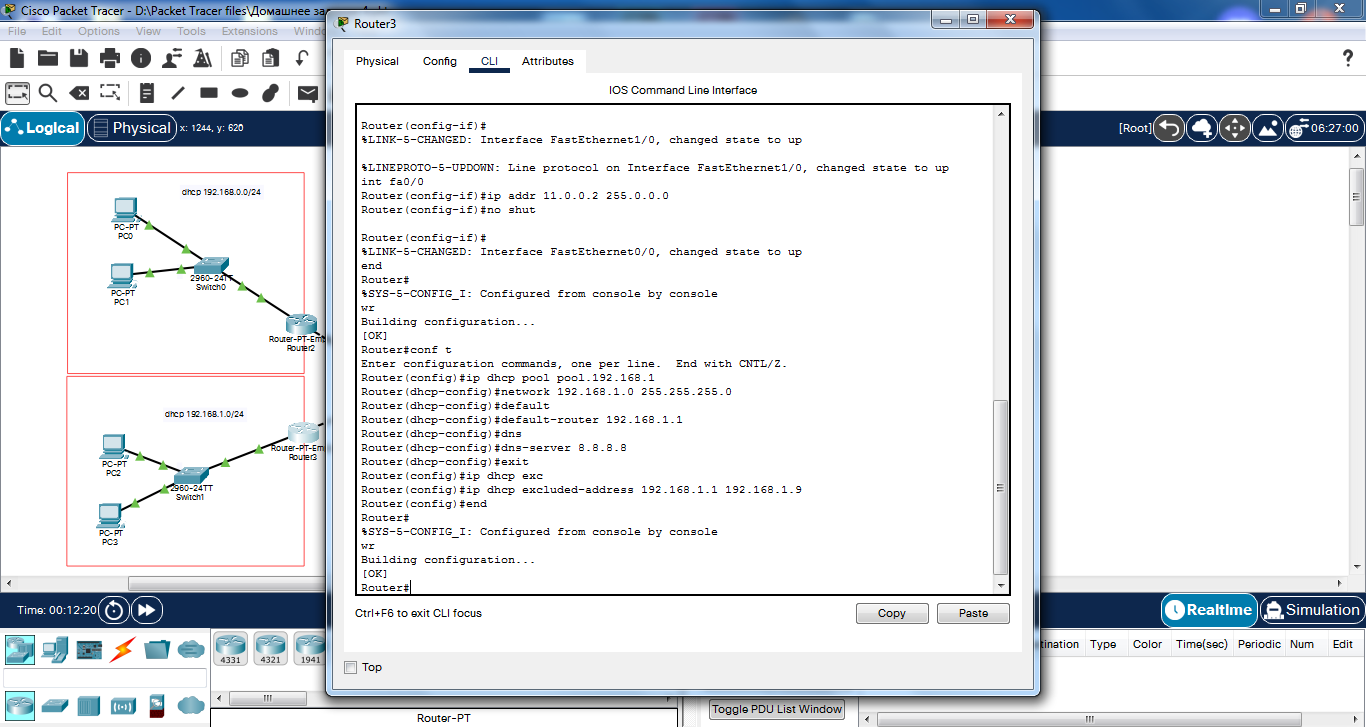 Cisco Packet Tracer - D:\Packet Tracer files\Домашнее за
File Edit Options View Tools Extensions Windo
Router3
Physical Config CLI Attributes
IOS Command Line Interface
Logical
Physical
x: 1244, y: 620
[Root]
06:27:00
Router(config-if)#
%LINK-5-CHANGED: Interface FastEthernet1/0, changed state to up
%LINEPROTO-5-UPDOWN: Line protocol on Interface FastEthernet1/0, changed state to up
int fa0/0
Router(config-if)#ip addr 11.0.0.2 255.0.0.0
Router(config-if)#no shut
Router(config-if)#
%LINK-5-CHANGED: Interface FastEthernet0/0, changed state to up
end
Router#
%SYS-5-CONFIG_I: Configured from console by console
wr
Building configuration...
[OK]
Router#conf t
Enter configuration commands, one per line.  End with CNTL/Z.
Router(config)#ip dhcp pool pool.192.168.1
Router(dhcp-config)#network 192.168.1.0 255.255.255.0
Router(dhcp-config)#default
Router(dhcp-config)#default-router 192.168.1.1
Router(dhcp-config)#dns
Router(dhcp-config)#dns-server 8.8.8.8
Router(dhcp-config)#exit
Router(config)#ip dhcp exc
Router(config)#ip dhcp excluded-address 192.168.1.1 192.168.1.9
Router(config)#end
Router#
%SYS-5-CONFIG_I: Configured from console by console
wr
Building configuration...
[OK]
Router#
Ctrl+F6 to exit CLI focus
Copy
Paste
Top
dhcp 192.168.0.0/24
PC-PT
PC0
PC-PT
PC1
2960-24TT
Switch0
Router-PT-Em
Router2
dhcp 192.168.1.0/24
PC-PT
PC2
2960-24TT
Switch1
Router-PT-Em
Router3
PC-PT
PC3
Time: 00:12:20
Realtime
Simulation
4331
4321
1941
Router-PT
tination Type Color Time(sec) Periodic Num Edit
Toggle PDU List Window